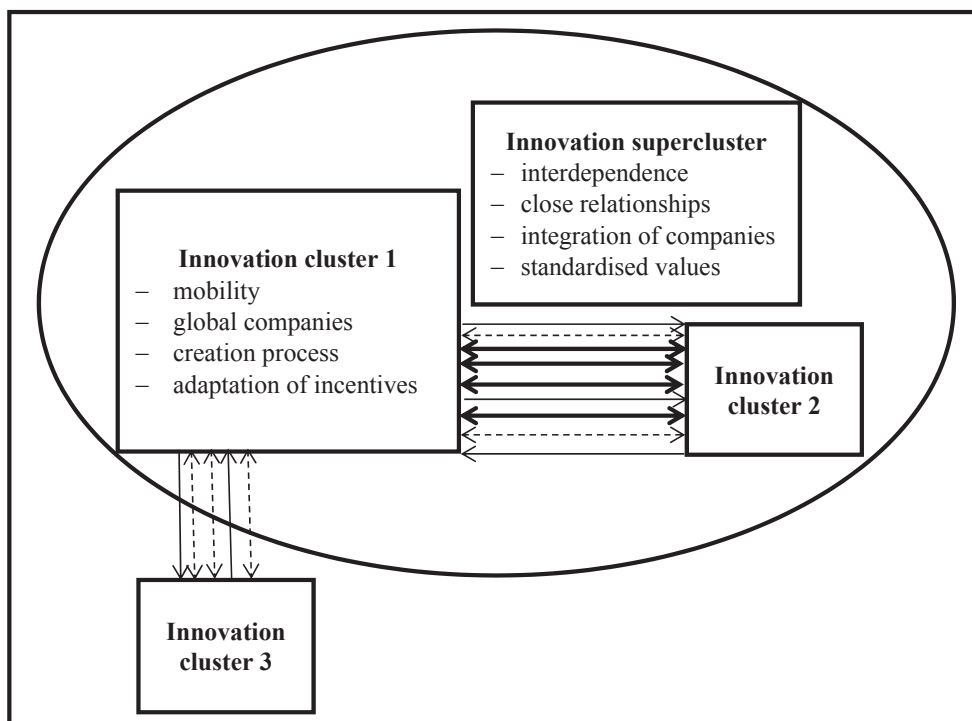 Innovation supercluster
– interdependence
– close relationships
– integration of companies
– standardised values
Innovation cluster 1
– mobility
– global companies
– creation process
– adaptation of incentives
Innovation
cluster 2
Innovation
cluster 3